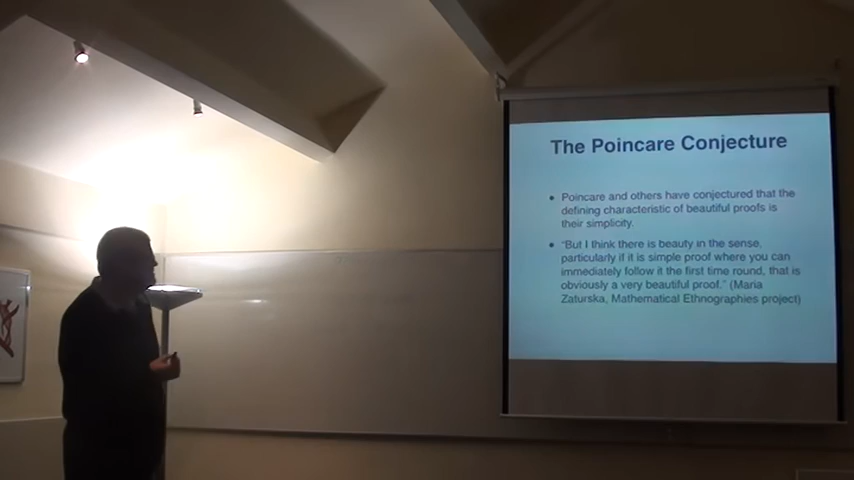 The Poincare Conjecture
• Poincare and others have conjectured that the
defining characteristic of beautiful proofs is
their simplicity.
• “But I think there is beauty in the sense,
particularly if it is simple proof where you can
immediately follow it the first time round, that is
obviously a very beautiful proof.” (Maria
Zaturska, Mathematical Ethnographies Project)